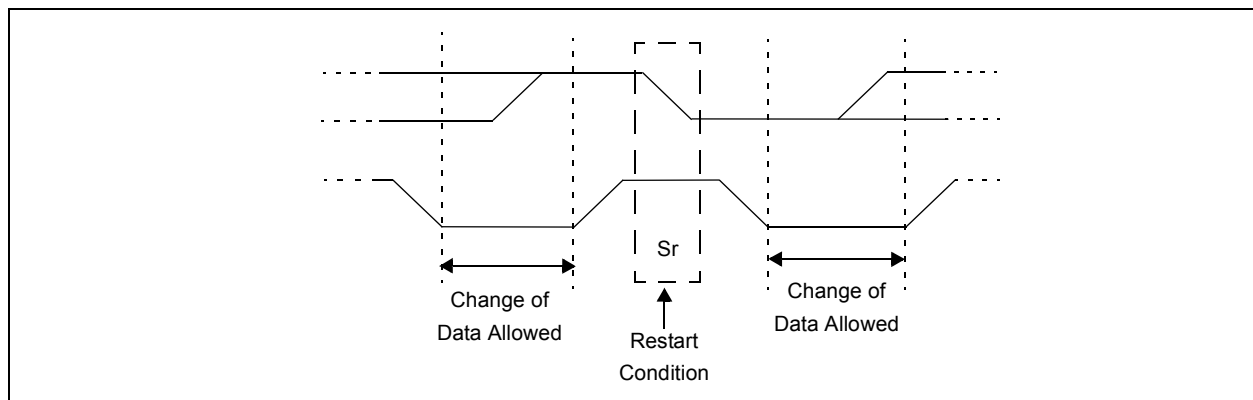 Sr
Change of
Data Allowed
Restart
Condition
Change of
Data Allowed